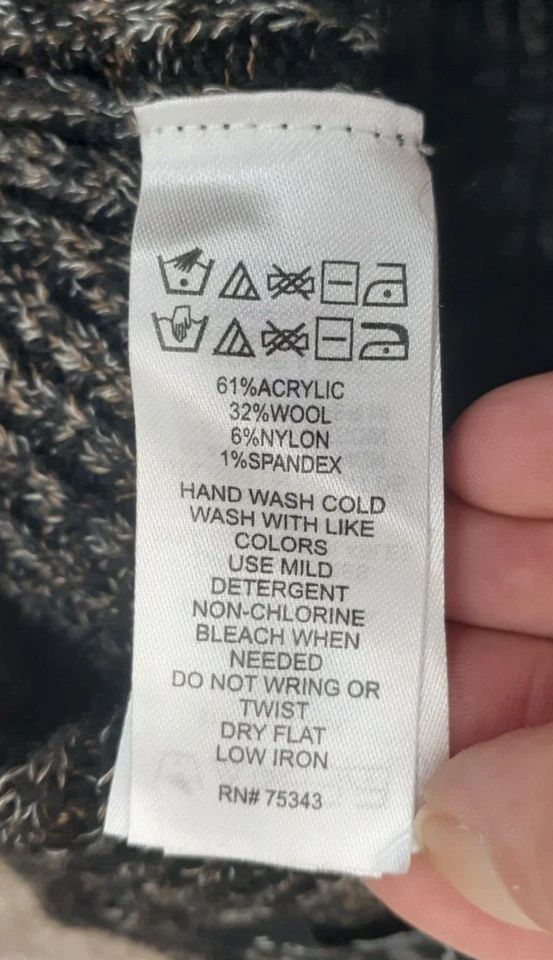 61%ACRYLIC
32%WOOL
6%NYLON
1%SPANDEX
HAND WASH COLD
WASH WITH LIKE
COLORS
USE MILD
DETERGENT
NON-CHLORINE
BLEACH WHEN
NEEDED
DO NOT WRING OR
TWIST
DRY FLAT
LOW IRON
RN# 75343